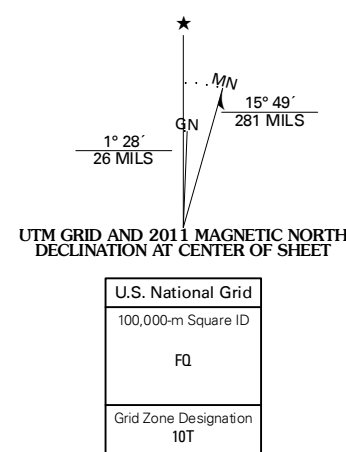 ★
MN
15° 49´
281 MILS
GN
1° 28´
26 MILS
UTM GRID AND 2011 MAGNETIC NORTH
DECLINATION AT CENTER OF SHEET
U.S. National Grid
100,000-m Square ID
FQ
Grid Zone Designation
10T